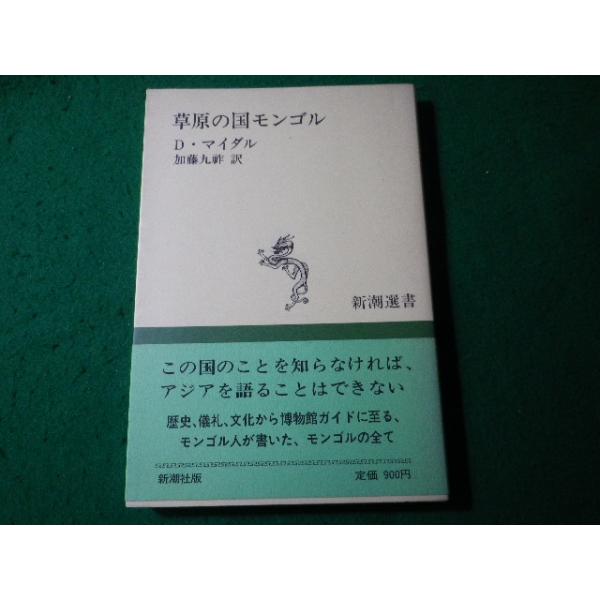 草原の国モンゴル
D・マイダル
加藤九祚 訳
新潮選書
この国のことを知らなければ、
アジアを語ることはできない
歴史、儀礼、文化から博物館ガイドに至る、
モンゴル人が書いた、モンゴルの全て
新潮社版
定価 900円